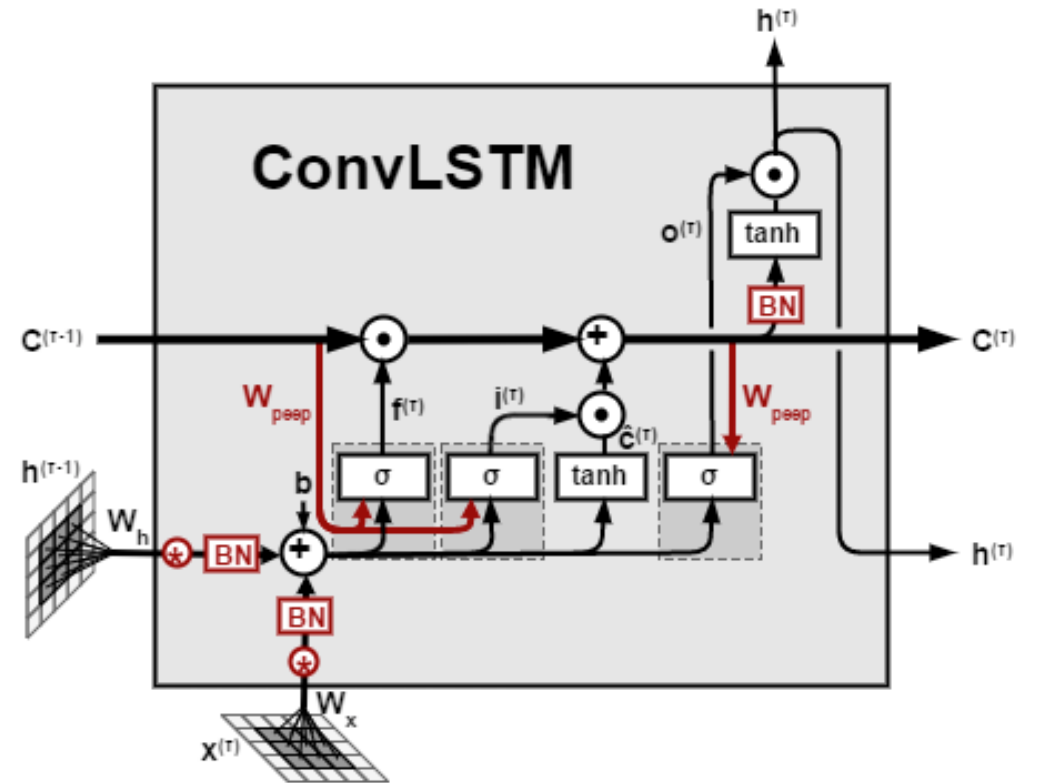 h(τ)
ConvLSTM
o(τ)
tanh
BN
C(τ-1)
C(τ)
W peep
f(τ)
i(τ)
ĉ(τ)
W peep
h(τ-1)
σ
σ
tanh
σ
b
W h
BN
h(τ)
BN
W x
X(τ)